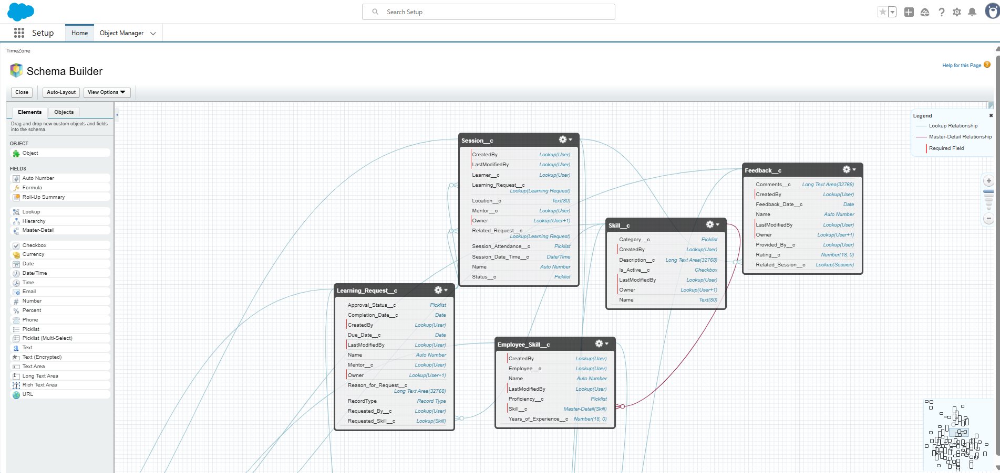 Search Setup
Setup
Home
Object Manager
TimeZone
Schema Builder
Help for this Page
Close
Auto-Layout
View Options
Elements
Objects
Drag and drop new custom objects and fields
into the schema.
OBJECT
Object
FIELDS
Auto Number
Formula
Roll-Up Summary
Lookup
Hierarchy
Master-Detail
Checkbox
Currency
Date
Date/Time
Time
Email
Number
Percent
Phone
Picklist
Picklist (Multi-Select)
Text
Text (Encrypted)
Text Area
Long Text Area
Rich Text Area
URL
Session__c
CreatedBy Lookup(User)
LastModifiedBy Lookup(User)
Learner__c Lookup(User)
Learning_Request__c
Lookup(Learning Request)
Location__c Text(80)
Mentor__c Lookup(User)
Owner Lookup(User+1)
Related_Request__c
Lookup(Learning Request)
Session_Attendance__c Picklist
Session_Date_Time__c Date/Time
Name Auto Number
Status__c Picklist
Learning_Request__c
Approval_Status__c Picklist
Completion_Date__c Date
CreatedBy Lookup(User)
Due_Date__c Date
LastModifiedBy Lookup(User)
Name Auto Number
Mentor__c Lookup(User)
Owner Lookup(User+1)
Reason_for_Request__c
Long Text Area(32768)
RecordType Record Type
Requested_By__c Lookup(User)
Requested_Skill__c Lookup(Skill)
Employee_Skill__c
CreatedBy Lookup(User)
Employee__c Lookup(User)
Name Auto Number
LastModifiedBy Lookup(User)
Proficiency__c Picklist
Skill__c Master-Detail(Skill)
Years_of_Experience__c Number(18, 0)
Skill__c
Category__c Picklist
CreatedBy Lookup(User)
Description__c Long Text Area(32768)
Is_Active__c Checkbox
LastModifiedBy Lookup(User)
Owner Lookup(User+1)
Name Text(80)
Feedback__c
Comments__c Long Text Area(32768)
CreatedBy Lookup(User)
Feedback_Date__c Date
Name Auto Number
LastModifiedBy Lookup(User)
Owner Lookup(User+1)
Provided_By__c Lookup(User)
Rating__c Number(18, 0)
Related_Session__c Lookup(Session)
Legend
Lookup Relationship
Master-Detail Relationship
Required Field